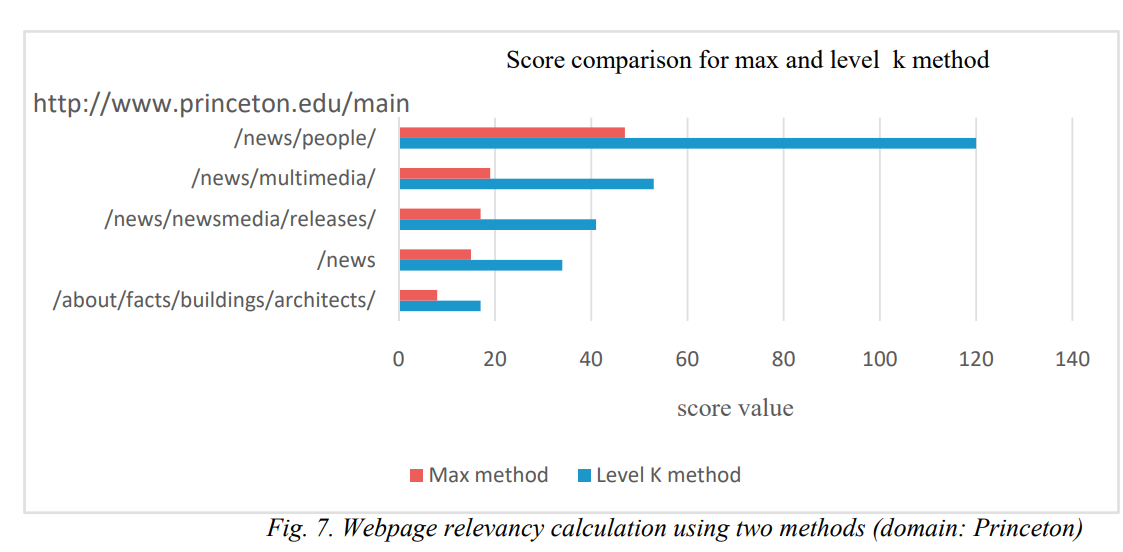 Score comparison for max and level k method
http://www.princeton.edu/main
/news/people/
/news/multimedia/
/news/newsmedia/releases/
/news
/about/facts/buildings/architects/
0 20 40 60 80 100 120 140
score value
Max method Level K method
Fig. 7. Webpage relevancy calculation using two methods (domain: Princeton)